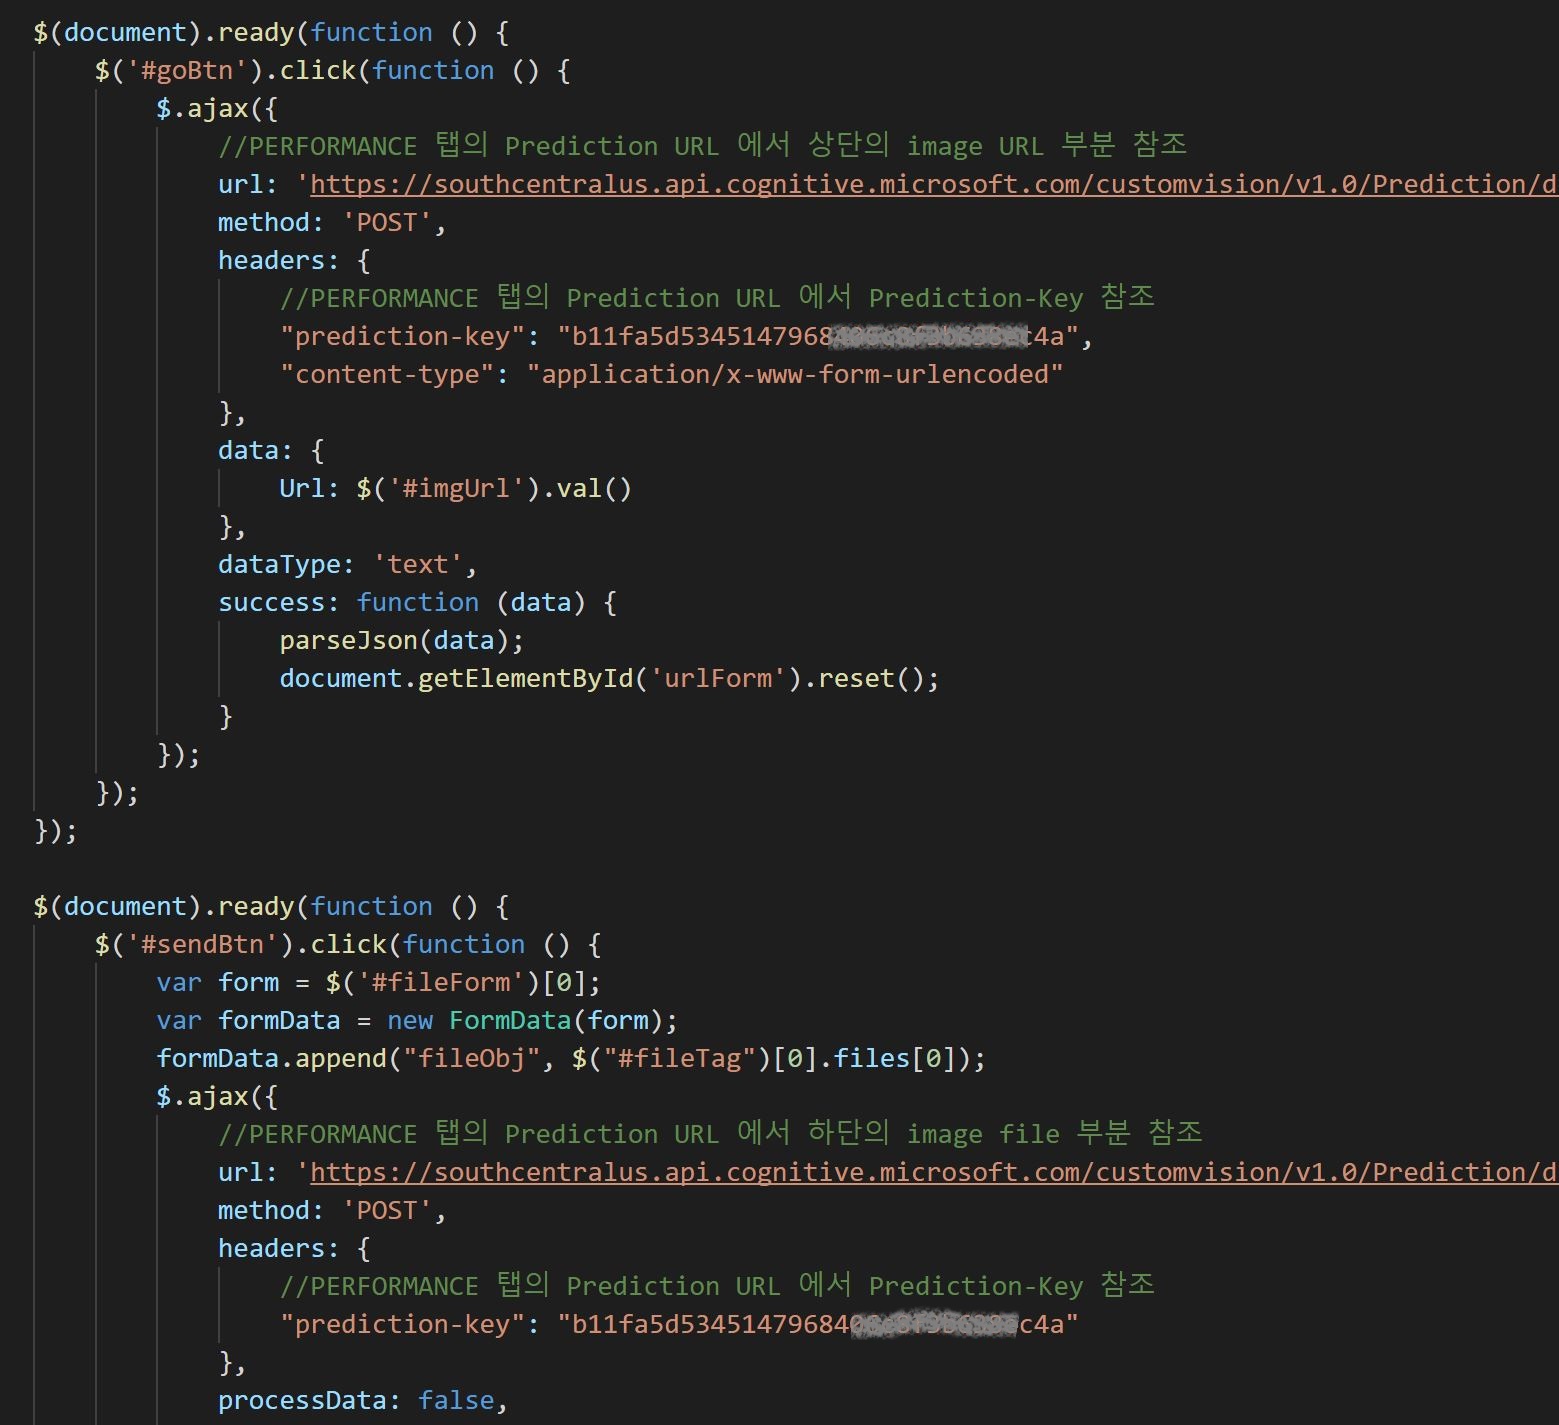 $(document).ready(function () {
$('#goBtn').click(function () {
$.ajax({
//PERFORMANCE 탭의 Prediction URL 에서 상단의 image URL 부분 참조
url: 'https://southcentralus.api.cognitive.microsoft.com/customvision/v1.0/Prediction/d
method: 'POST',
headers: {
//PERFORMANCE 탭의 Prediction URL 에서 Prediction-Key 참조
"prediction-key": "
"content-type": "application/x-www-form-urlencoded"
},
data: {
Url: $('#imgUrl').val()
},
dataType: 'text',
success: function (data) {
parseJson(data);
document.getElementById('urlForm').reset();
}
});
});
});
$(document).ready(function () {
$('#sendBtn').click(function () {
var form = $('#fileForm')[0];
var formData = new FormData(form);
formData.append("fileObj", $("#fileTag")[0].files[0]);
$.ajax({
//PERFORMANCE 탭의 Prediction URL 에서 하단의 image file 부분 참조
url: 'https://southcentralus.api.cognitive.microsoft.com/customvision/v1.0/Prediction/d
method: 'POST',
headers: {
//PERFORMANCE 탭의 Prediction URL 에서 Prediction-Key 참조
"prediction-key": "
},
processData: false,